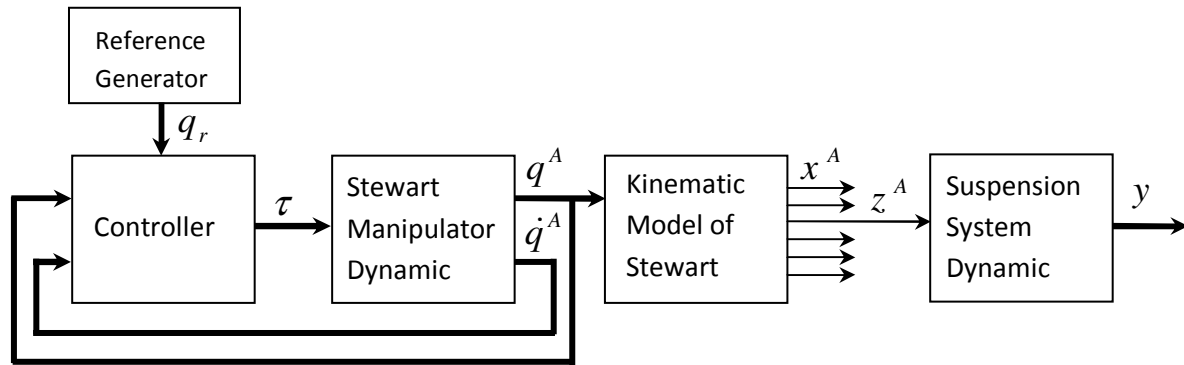 Reference
Generator
q_r
Controller
τ
Stewart
Manipulator
Dynamic
q^A
q̇^A
Kinematic
Model of
Stewart
x^A
z^A
Suspension
System
Dynamic
y